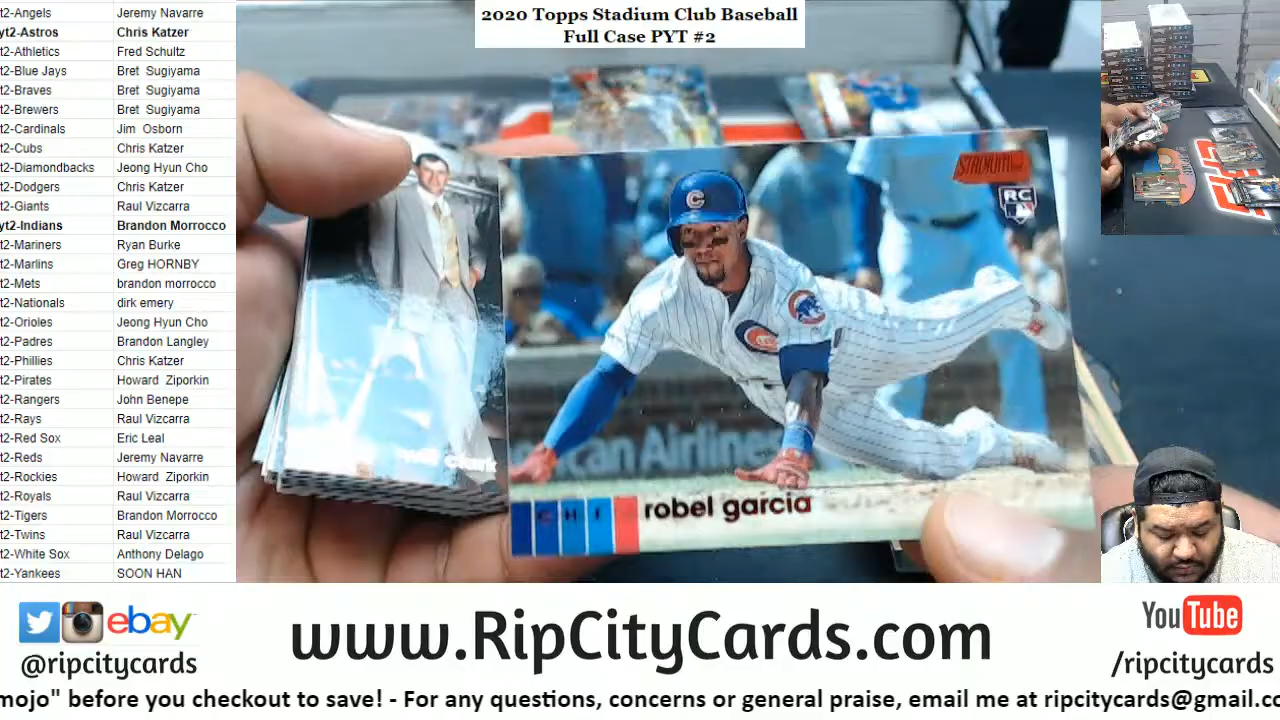 2020 Topps Stadium Club Baseball
Full Case PYT #2
t2-Angels Jeremy Navarre
yt2-Astros Chris Katzer
t2-Athletics Fred Schultz
t2-Blue Jays Bret Sugiyama
t2-Braves Bret Sugiyama
t2-Brewers Bret Sugiyama
t2-Cardinals Jim Osborn
t2-Cubs Chris Katzer
t2-Diamondbacks Jeong Hyun Cho
t2-Dodgers Chris Katzer
t2-Giants Raul Vizcarra
yt2-Indians Brandon Morrocco
t2-Mariners Ryan Burke
t2-Marlins Greg HORNBY
t2-Mets brandon morrocco
t2-Nationals dirk emery
t2-Orioles Jeong Hyun Cho
t2-Padres Brandon Langley
t2-Phillies Chris Katzer
t2-Pirates Howard Ziporkin
t2-Rangers John Benepe
t2-Rays Raul Vizcarra
t2-Red Sox Eric Leal
t2-Reds Jeremy Navarre
t2-Rockies Howard Ziporkin
t2-Royals Raul Vizcarra
t2-Tigers Brandon Morrocco
t2-Twins Raul Vizcarra
t2-White Sox Anthony Delago
t2-Yankees SOON HAN
STADIUM
RC
C
can Airlines
CHI robel garcia
ebay
@ripcitycards
www.RipCityCards.com
YouTube
/ripcitycards
mojo" before you checkout to save! - For any questions, concerns or general praise, email me at ripcitycards@gmail.co